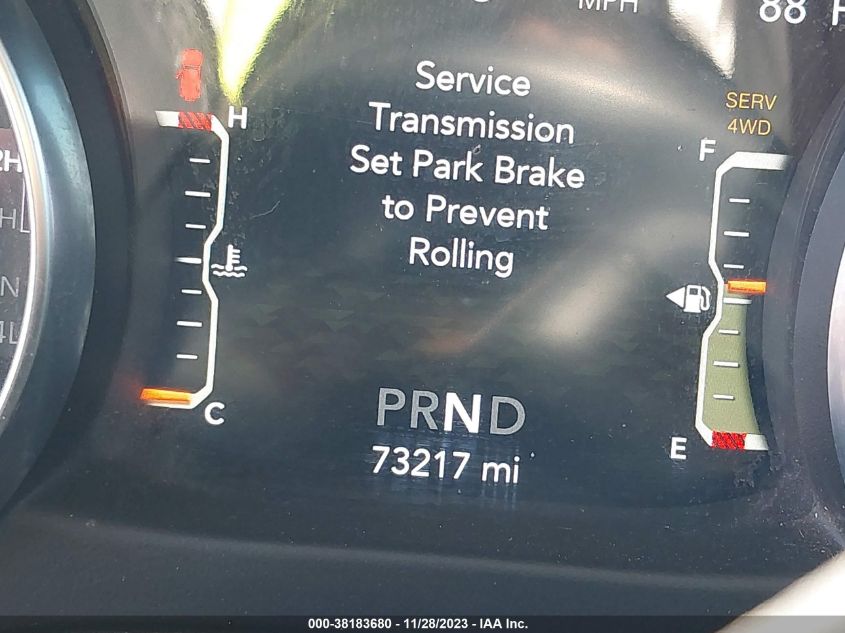 MPH
88
Service
Transmission
Set Park Brake
to Prevent
Rolling
SERV
4WD
H
F
C
E
PRND
73217 mi
000-38183680 - 11/28/2023 - IAA Inc.